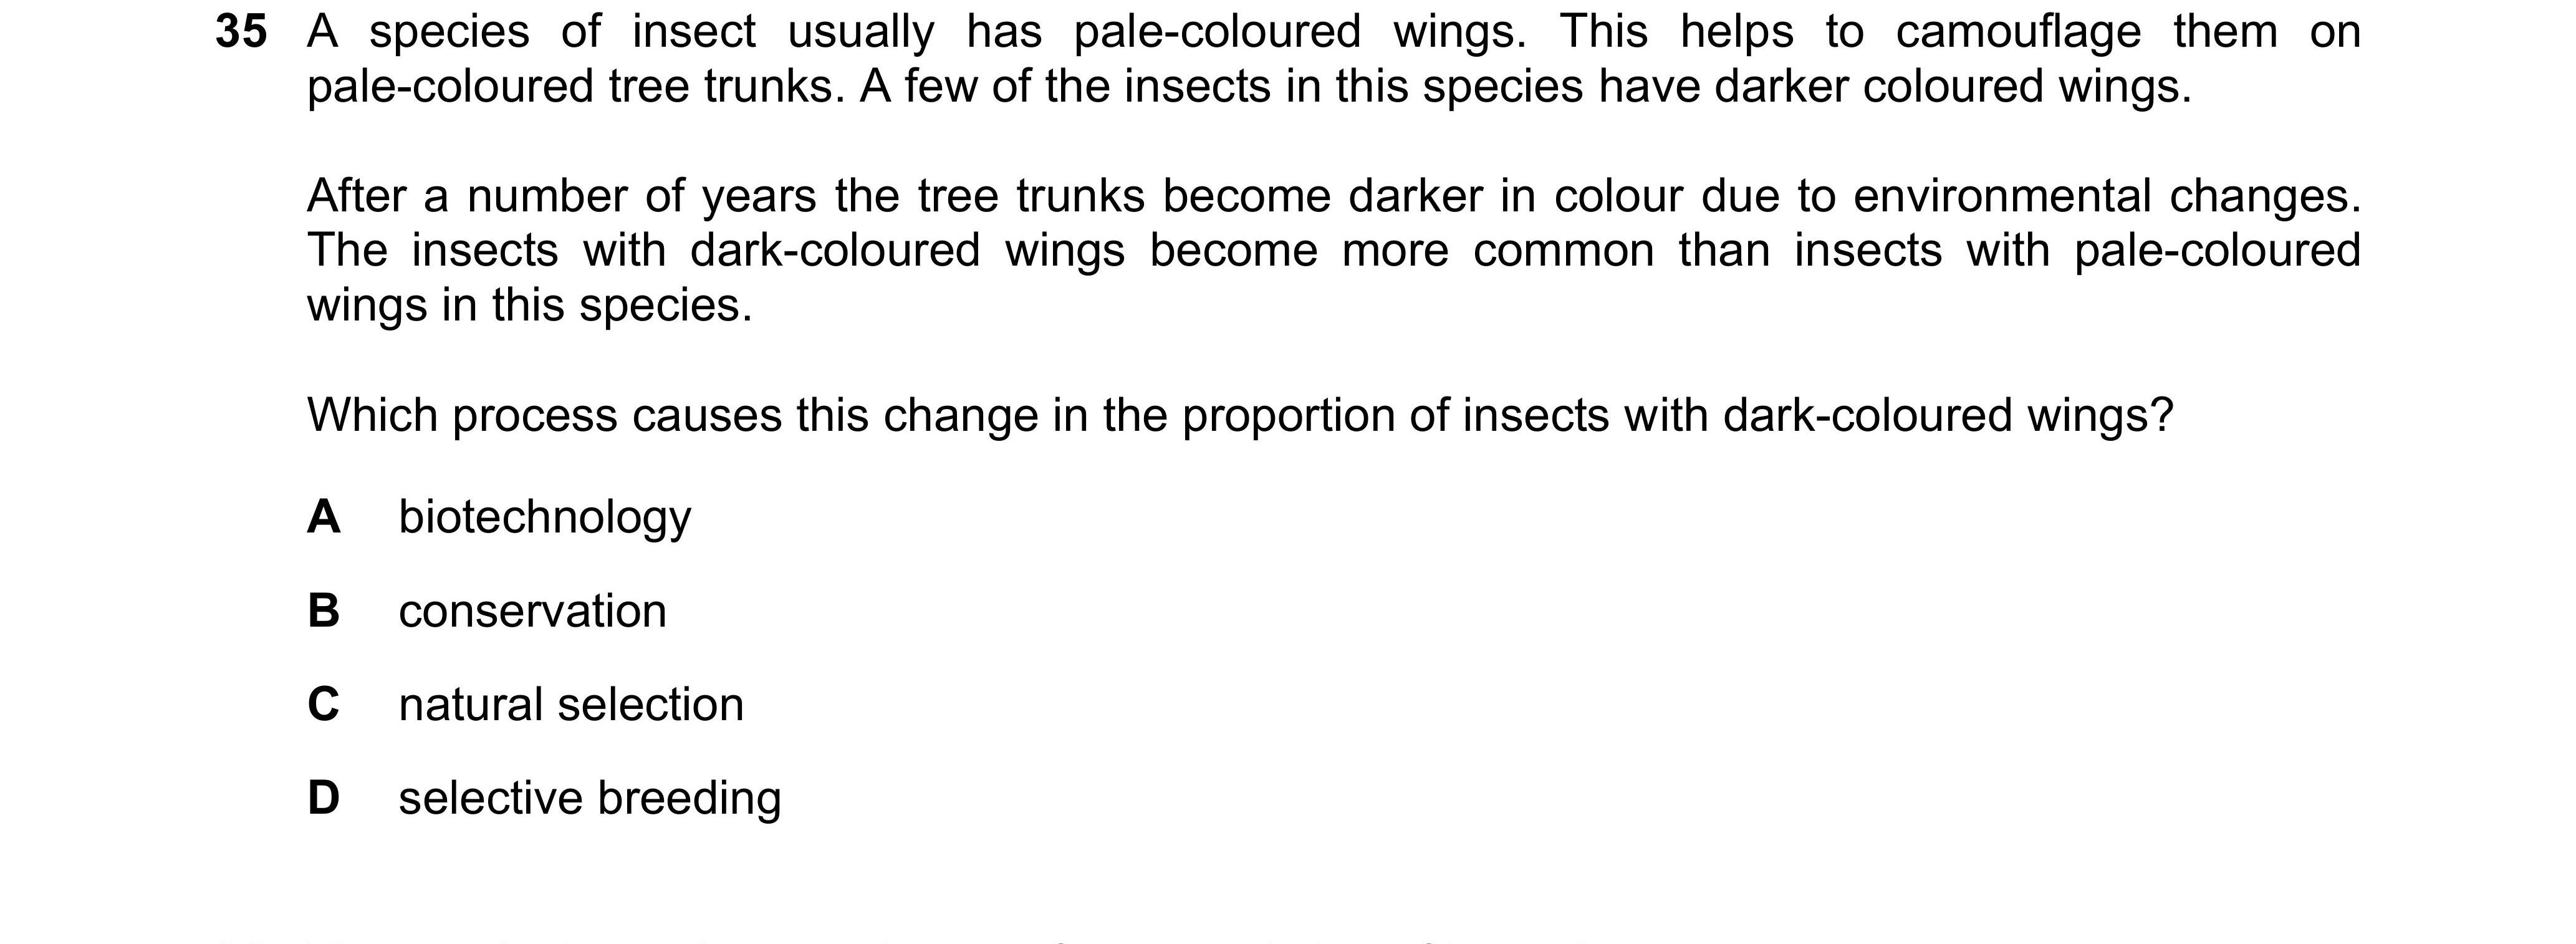 35 A species of insect usually has pale-coloured wings. This helps to camouflage them on
pale-coloured tree trunks. A few of the insects in this species have darker coloured wings.
After a number of years the tree trunks become darker in colour due to environmental changes.
The insects with dark-coloured wings become more common than insects with pale-coloured
wings in this species.
Which process causes this change in the proportion of insects with dark-coloured wings?
A biotechnology
B conservation
C natural selection
D selective breeding